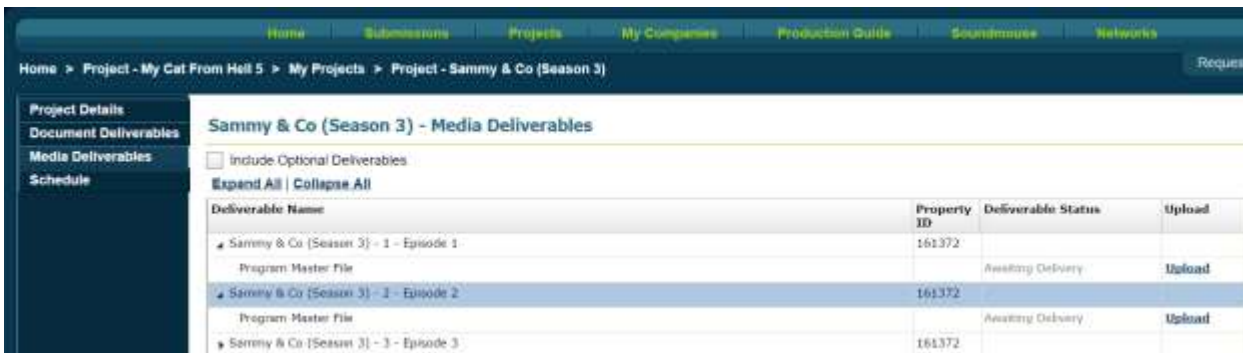 Home Submissions Projects My Companies Production Guide Soundmouse Networks
Home > Project - My Cat From Hell 5 > My Projects > Project - Sammy & Co (Season 3)
Project Details
Document Deliverables
Media Deliverables
Schedule
Sammy & Co (Season 3) - Media Deliverables
Include Optional Deliverables
Expand All | Collapse All
Deliverable Name Property ID Deliverable Status Upload
Sammy & Co (Season 3) - 1 - Episode 1 161372
Program Master File Awaiting Delivery Upload
Sammy & Co (Season 3) - 2 - Episode 2 161372
Program Master File Awaiting Delivery Upload
Sammy & Co (Season 3) - 3 - Episode 3 161372